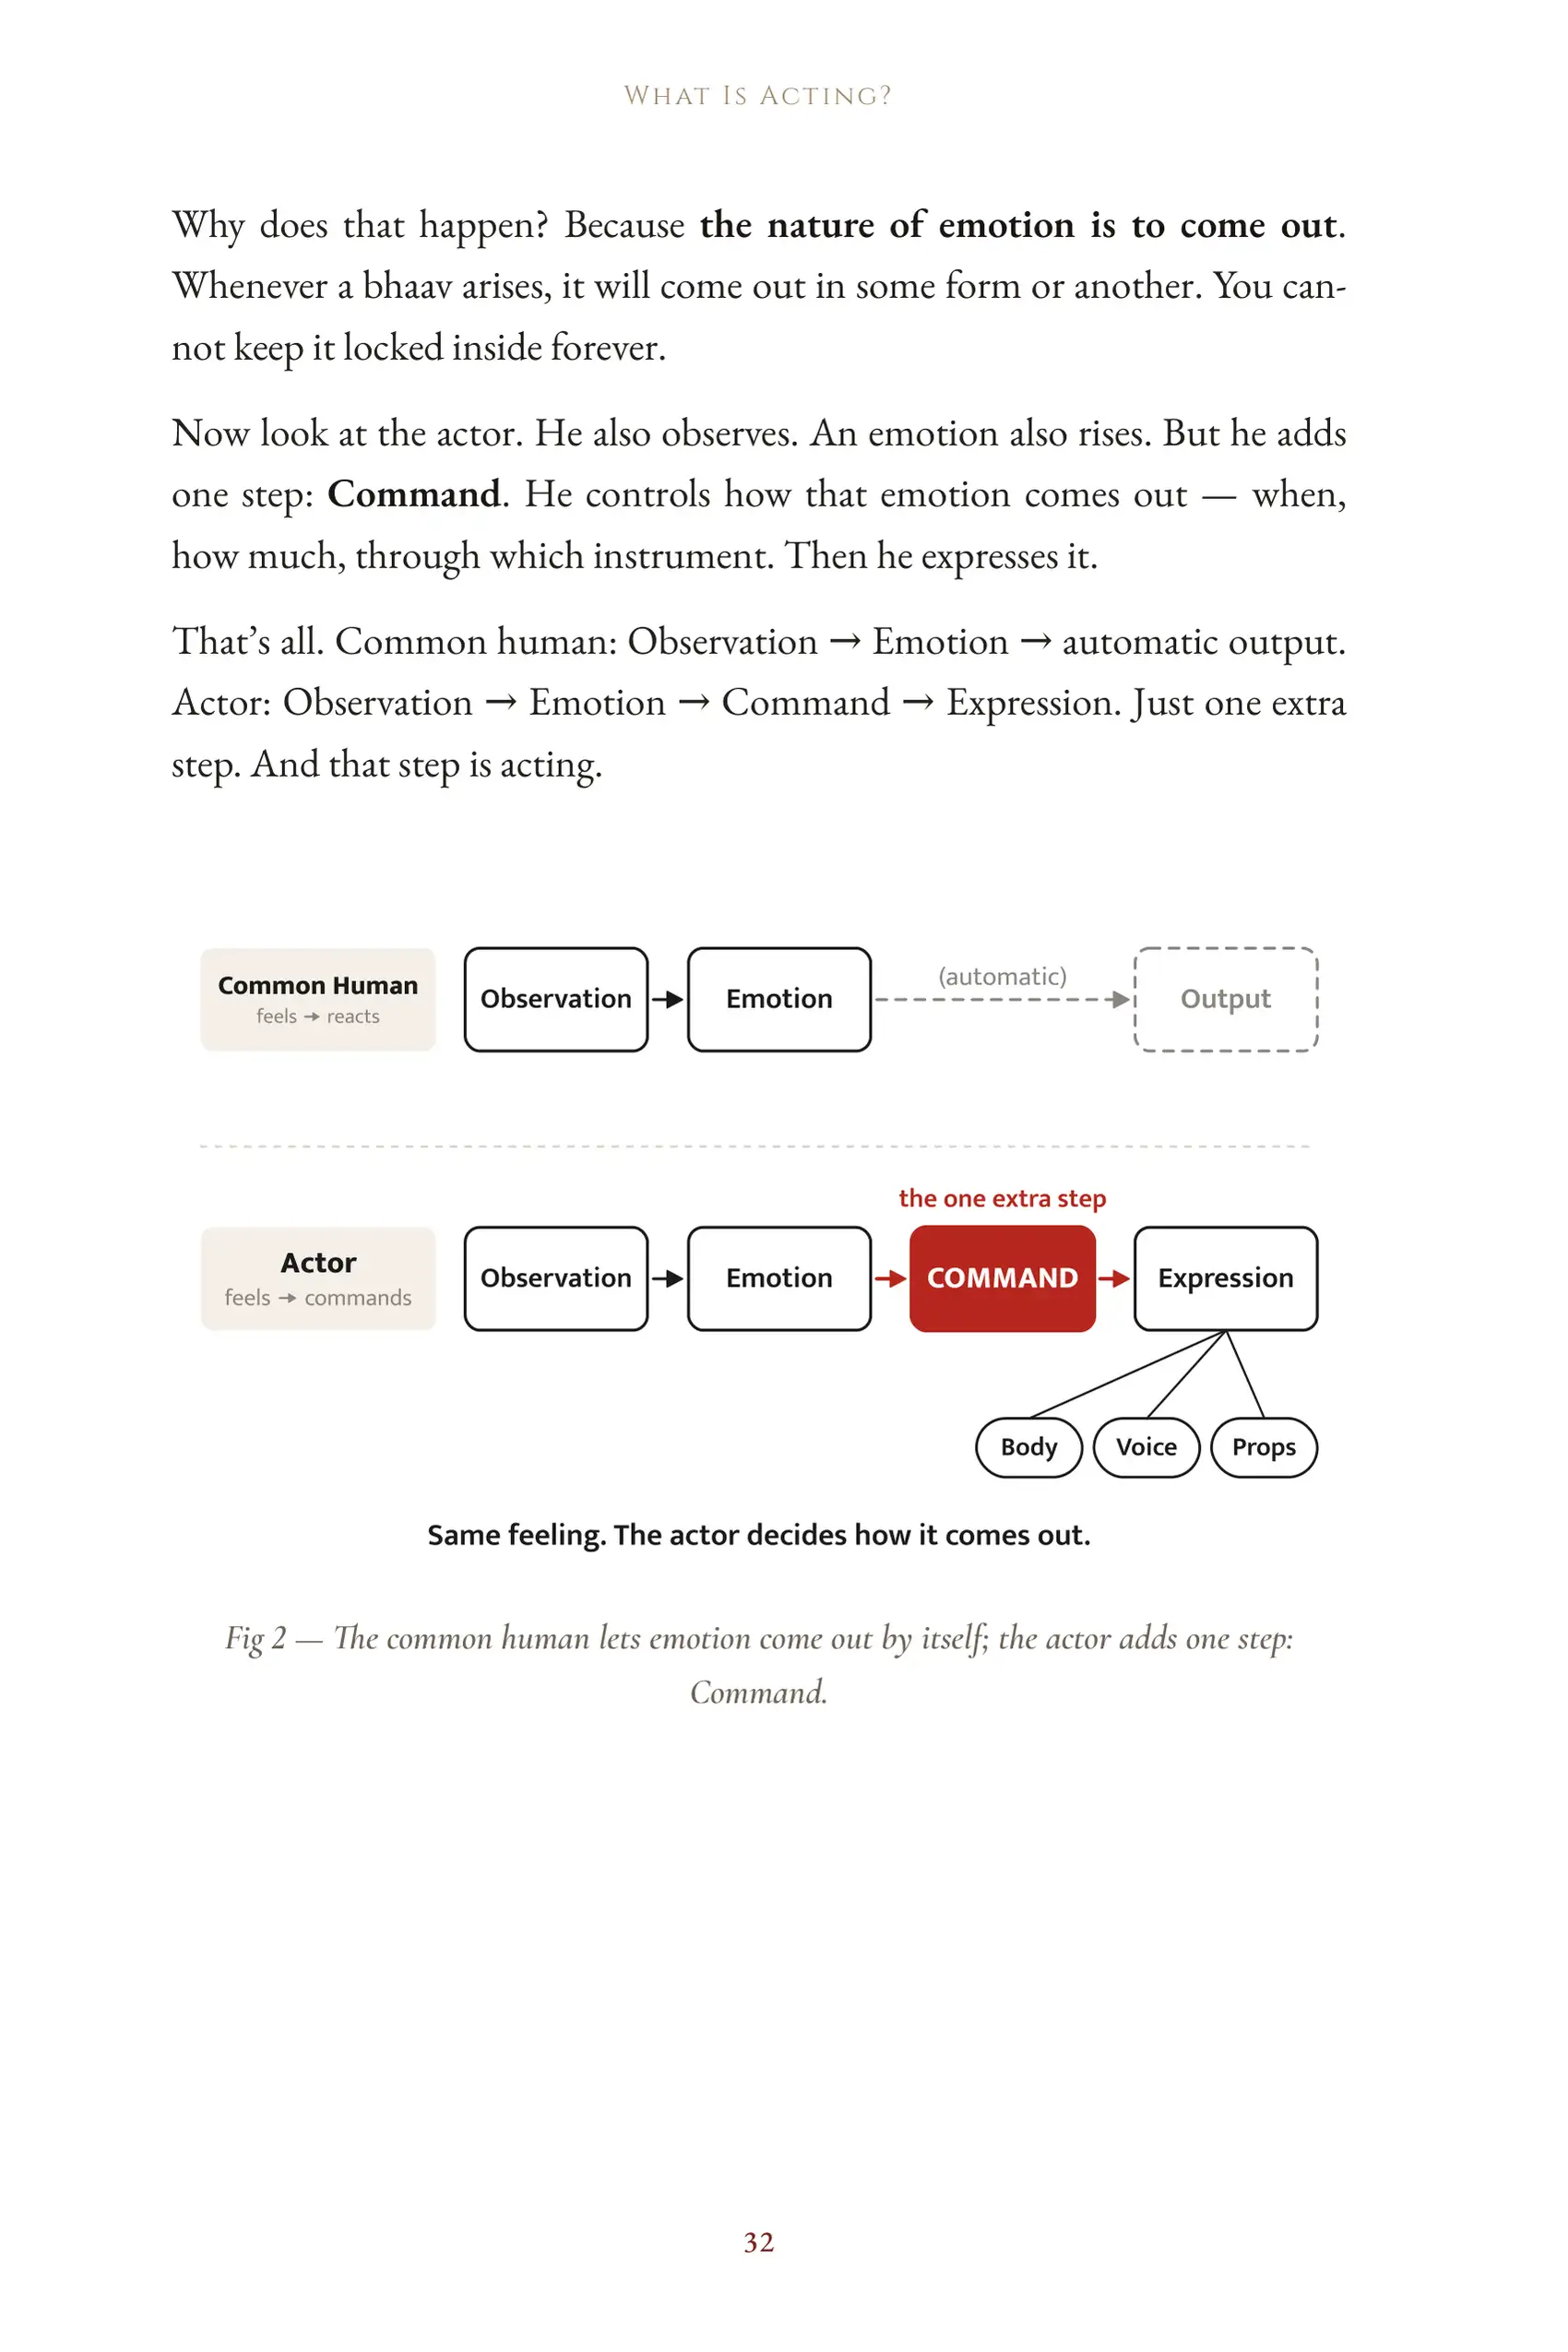 What Is Acting?
Why does that happen? Because the nature of emotion is to come out.
Whenever a bhaav arises, it will come out in some form or another. You can-
not keep it locked inside forever.
Now look at the actor. He also observes. An emotion also rises. But he adds
one step: Command. He controls how that emotion comes out — when,
how much, through which instrument. Then he expresses it.
That’s all. Common human: Observation → Emotion → automatic output.
Actor: Observation → Emotion → Command → Expression. Just one extra
step. And that step is acting.
Common Human
feels → reacts
Observation
Emotion
(automatic)
Output
the one extra step
Actor
feels → commands
Observation
Emotion
COMMAND
Expression
Body
Voice
Props
Same feeling. The actor decides how it comes out.
Fig 2 — The common human lets emotion come out by itself; the actor adds one step:
Command.
32